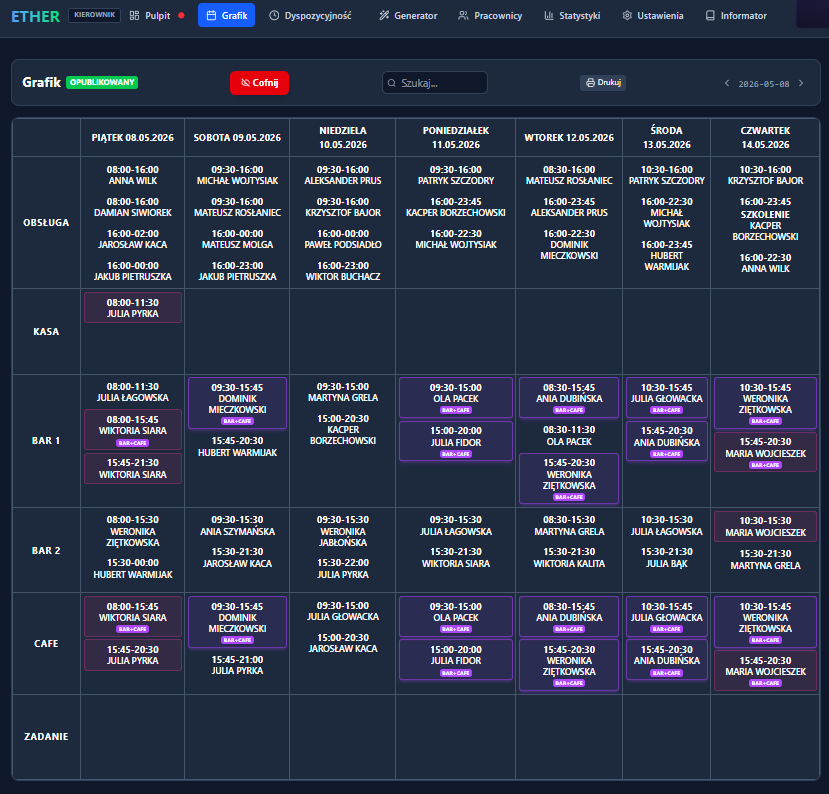 ETHER KIEROWNIK Pulpit Grafik Dyspozycyjność Generator Pracownicy Statystyki Ustawienia Informator
Grafik OPUBLIKOWANY Cofnij Szukaj... Drukuj 2026-05-08
PIĄTEK 08.05.2026
SOBOTA 09.05.2026
NIEDZIELA
10.05.2026
PONIEDZIAŁEK
11.05.2026
WTOREK 12.05.2026
ŚRODA
13.05.2026
CZWARTEK
14.05.2026
OBSŁUGA
08:00-16:00
ANNA WILK
08:00-16:00
DAMIAN SIWOREK
16:00-02:00
JAROSŁAW KACA
16:00-00:00
JAKUB PIETRUSZKA
09:30-16:00
MICHAŁ WOJTYSIAK
09:30-16:00
MATEUSZ ROSŁANIEC
16:00-00:00
MATEUSZ MOLGA
16:00-23:00
JAKUB PIETRUSZKA
09:30-16:00
ALEKSANDER PRUS
09:30-16:00
KRZYSZTOF BAJOR
16:00-00:00
PAWEŁ PODSIADŁO
16:00-23:00
WIKTOR BUCHACZ
09:30-16:00
PATRYK SZCZODRY
16:00-23:45
KACPER BORZECHOWSKI
16:00-22:30
MICHAŁ WOJTYSIAK
08:30-16:00
MATEUSZ ROSŁANIEC
16:00-23:45
ALEKSANDER PRUS
16:00-22:30
DOMINIK
MIECZKOWSKI
10:30-16:00
PATRYK SZCZODRY
16:00-22:30
MICHAŁ
WOJTYSIAK
16:00-23:45
HUBERT
WARMIJAK
10:30-16:00
KRZYSZTOF BAJOR
16:00-23:45
SZKOLENIE
KACPER
BORZECHOWSKI
16:00-22:30
ANNA WILK
KASA
08:00-11:30
JULIA PYRKA
BAR 1
08:00-11:30
JULIA ŁAGOWSKA
08:00-15:45
WIKTORIA SIARA
BAR+CAFE
15:45-21:30
WIKTORIA SIARA
09:30-15:45
DOMINIK
MIECZKOWSKI
BAR+CAFE
15:45-20:30
HUBERT WARMIJAK
09:30-15:00
MARTYNA GRELA
15:00-20:30
KACPER
BORZECHOWSKI
09:30-15:00
OLA PACEK
BAR+CAFE
15:00-20:00
JULIA FIDOR
BAR+CAFE
08:30-15:45
ANIA DUBIŃSKA
BAR+CAFE
08:30-11:30
OLA PACEK
15:45-20:30
WERONIKA
ZIĘTKOWSKA
BAR+CAFE
10:30-15:45
JULIA GŁOWACKA
BAR+CAFE
15:45-20:30
ANIA DUBIŃSKA
BAR+CAFE
10:30-15:45
WERONIKA
ZIĘTKOWSKA
BAR+CAFE
15:45-20:30
MARIA WOJCIESZEK
BAR+CAFE
BAR 2
08:00-15:30
WERONIKA
ZIĘTKOWSKA
15:30-00:00
HUBERT WARMIJAK
09:30-15:30
ANIA SZYMAŃSKA
15:30-21:30
JAROSŁAW KACA
09:30-15:30
WERONIKA
JABŁOŃSKA
15:30-22:00
JULIA PYRKA
09:30-15:30
JULIA ŁAGOWSKA
15:30-21:30
WIKTORIA SIARA
08:30-15:30
MARTYNA GRELA
15:30-21:30
WIKTORIA KALITA
10:30-15:30
JULIA ŁAGOWSKA
15:30-21:30
JULIA BĄK
10:30-15:30
MARIA WOJCIESZEK
15:30-21:30
MARTYNA GRELA
CAFE
08:00-15:45
WIKTORIA SIARA
BAR+CAFE
15:45-20:30
JULIA PYRKA
09:30-15:45
DOMINIK
MIECZKOWSKI
BAR+CAFE
15:45-21:00
JULIA PYRKA
09:30-15:00
JULIA GŁOWACKA
15:00-20:30
JAROSŁAW KACA
09:30-15:00
OLA PACEK
BAR+CAFE
15:00-20:00
JULIA FIDOR
BAR+CAFE
08:30-15:45
ANIA DUBIŃSKA
BAR+CAFE
15:45-20:30
WERONIKA
ZIĘTKOWSKA
BAR+CAFE
10:30-15:45
JULIA GŁOWACKA
BAR+CAFE
15:45-20:30
ANIA DUBIŃSKA
BAR+CAFE
10:30-15:45
WERONIKA
ZIĘTKOWSKA
BAR+CAFE
15:45-20:30
MARIA WOJCIESZEK
BAR+CAFE
ZADANIE